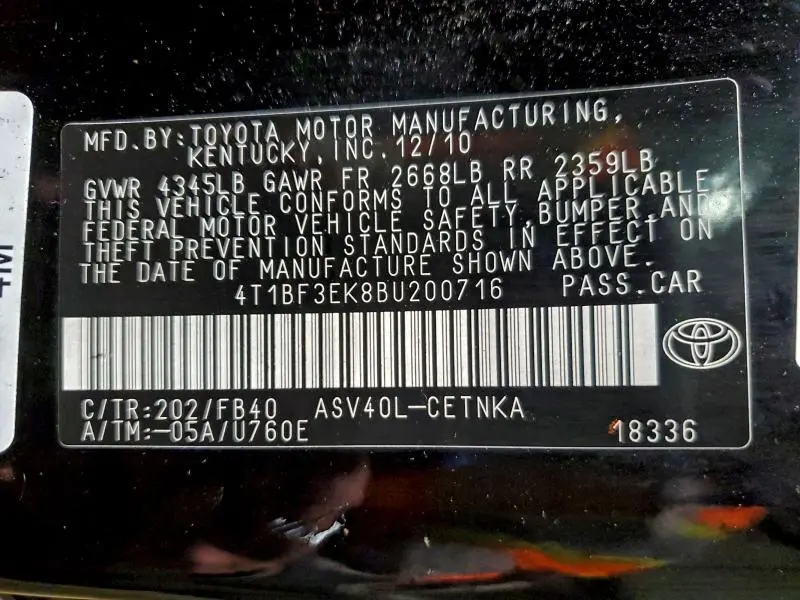 MFD.BY:TOYOTA MOTOR MANUFACTURING,
KENTUCKY,INC.12/10
GVWR 4345LB GAWR FR 2668LB RR 2359LB
THIS VEHICLE CONFORMS TO ALL APPLICABLE
FEDERAL MOTOR VEHICLE SAFETY,BUMPER,AND
THEFT PREVENTION STANDARDS IN EFFECT ON
THE DATE OF MANUFACTURE SHOWN ABOVE.
4T1BF3EK8BU200716 PASS.CAR
C/TR:202/FB40 ASV40L-CETNKA
A/TM:-05A/U760E 18336